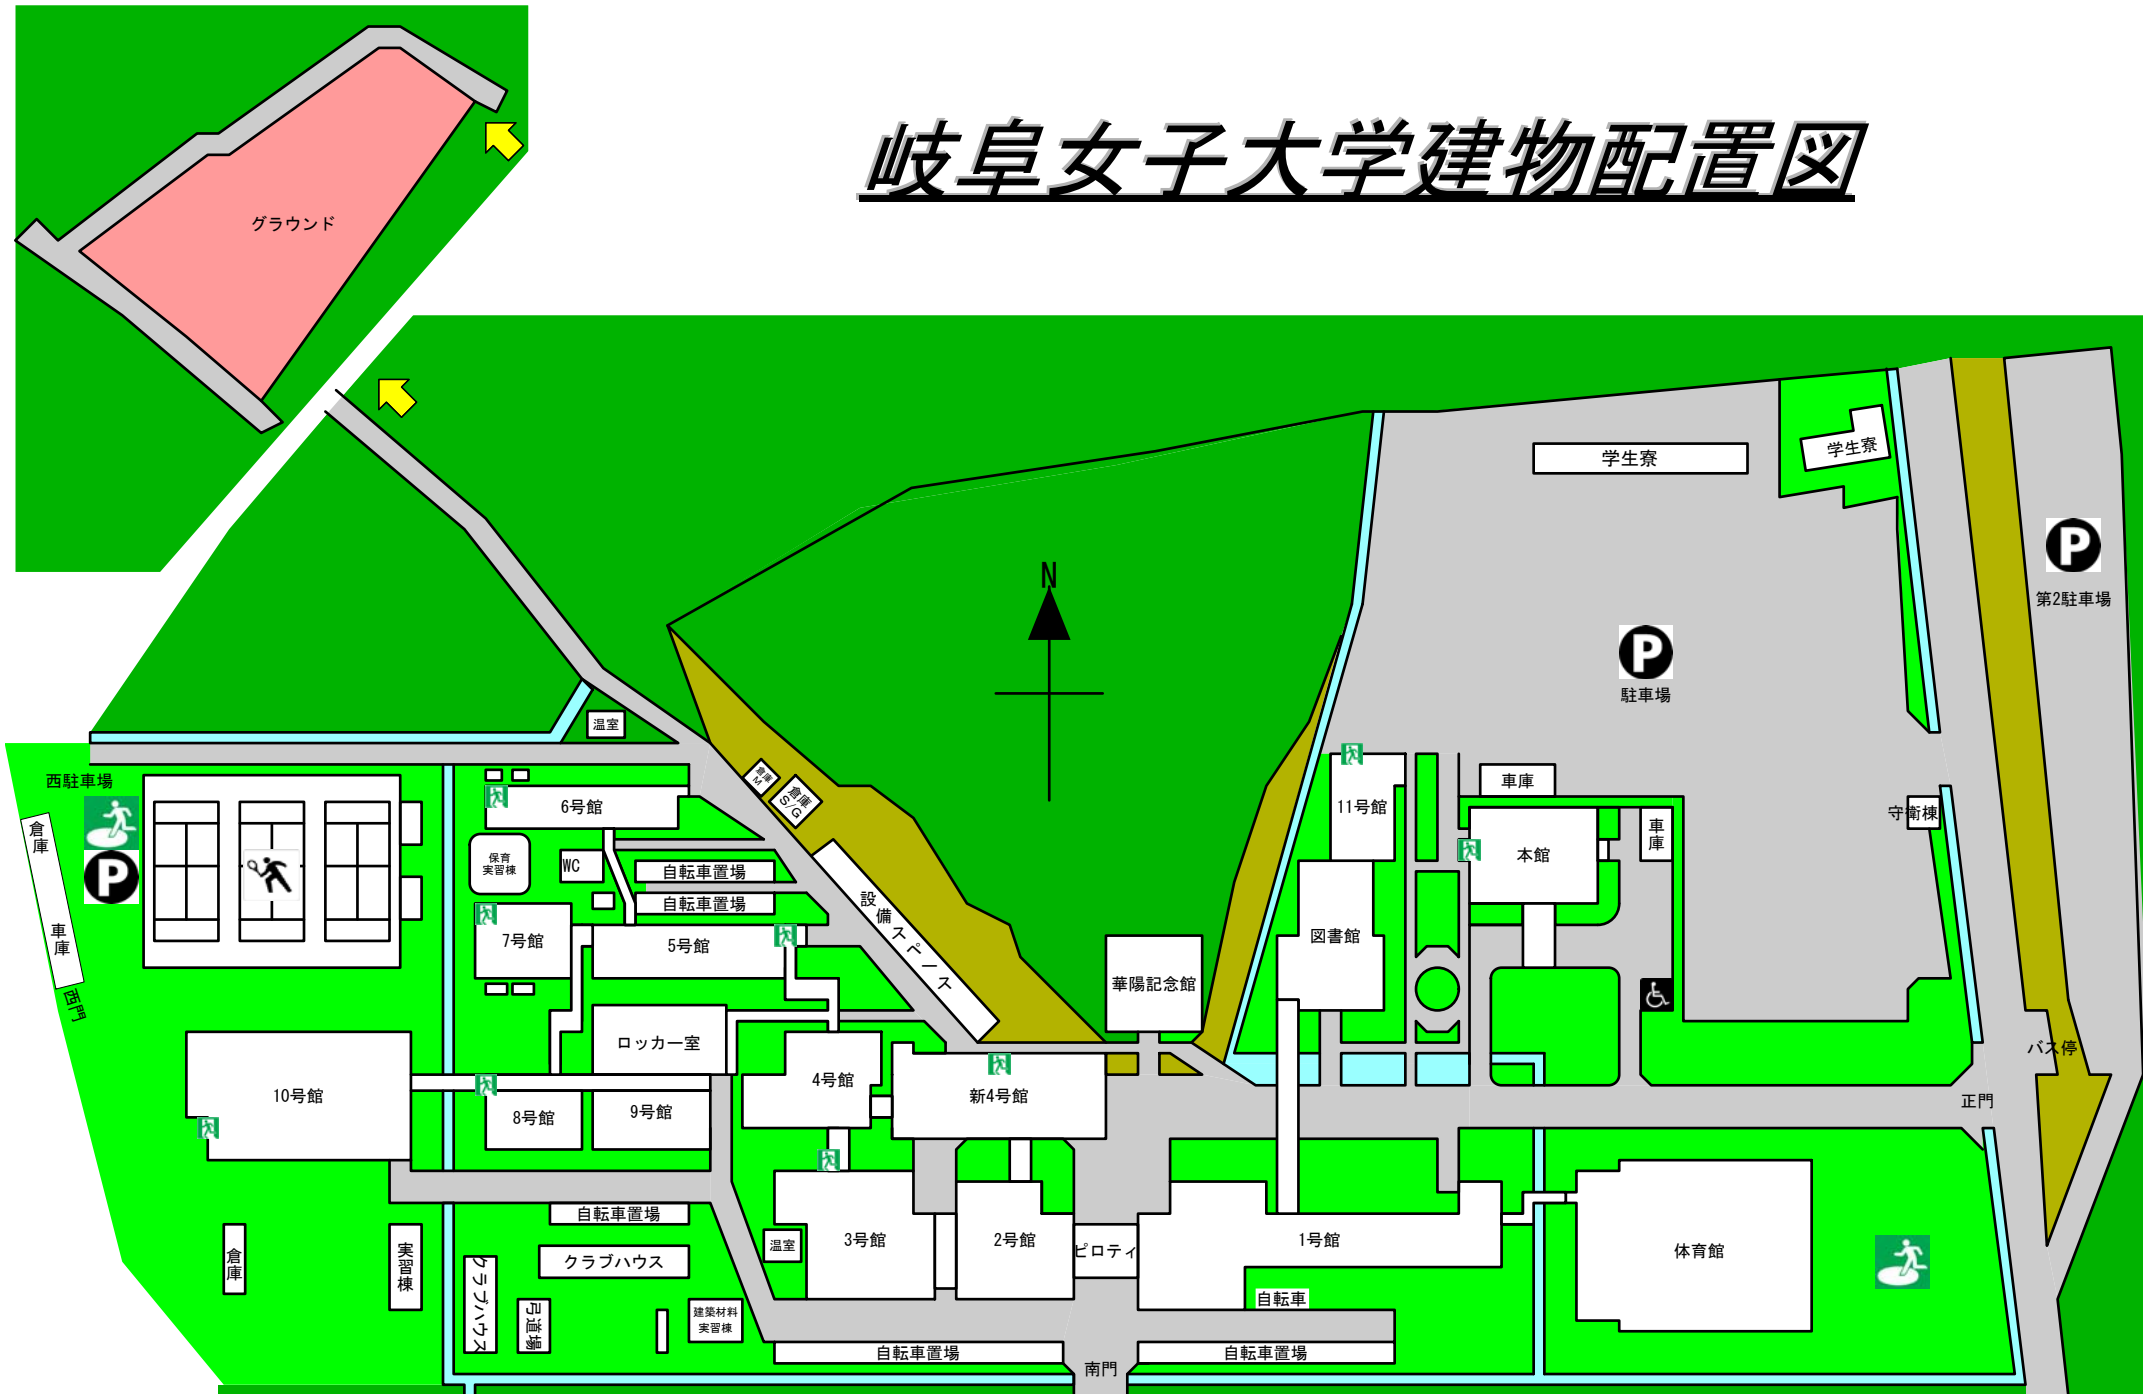 岐阜女子大学建物配置図
グラウンド
学生寮
学生寮
P
第2駐車場
N
P
駐車場
温室
西駐車場
倉庫
M
倉庫
S/G
車庫
6号館
11号館
守衛棟
倉庫
車庫
P
保育
実習棟
WC
自転車置場
自転車置場
本館
車庫
設備スペース
7号館
5号館
図書館
華陽記念館
西門
ロッカー室
バス停
10号館
4号館
新4号館
正門
8号館
9号館
自転車置場
温室
3号館
2号館
ピロティ
1号館
体育館
倉庫
実習棟
クラブハウス
クラブハウス
弓道場
建築材料
実習棟
自転車
自転車置場
自転車置場
南門